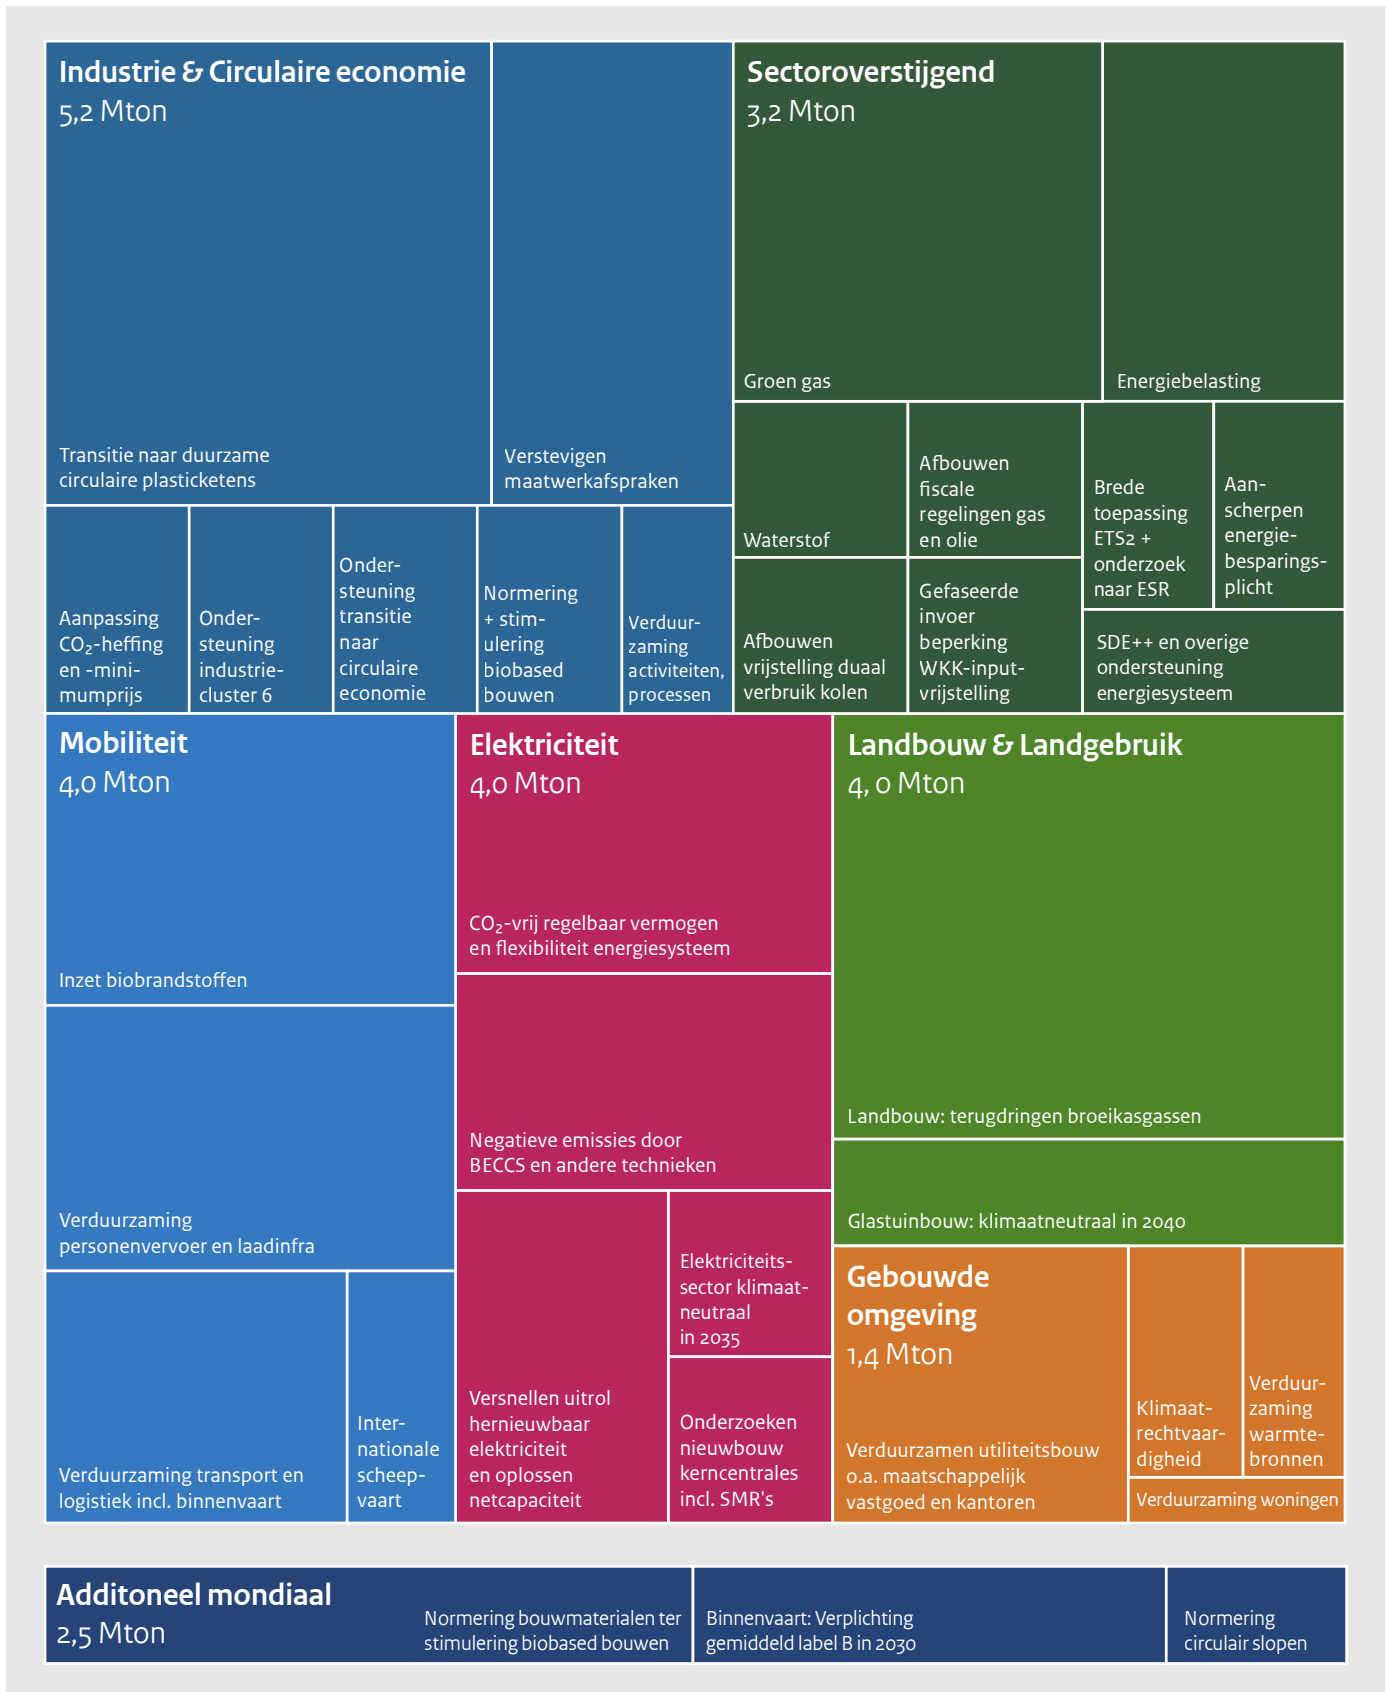 Industrie & Circulaire economie
5,2 Mton
Transitie naar duurzame
circulaire plasticketens
Verstevigen
maatwerkafspraken
Aanpassing
CO₂-heffing
en -mini-
mumprijs
Onder-
steuning
industrie-
cluster 6
Onder-
steuning
transitie
naar
circulaire
economie
Normering
+ stim-
ulering
biobased
bouwen
Verduur-
zaming
activiteiten,
processen
Sectoroverstijgend
3,2 Mton
Groen gas
Energiebelasting
Waterstof
Afbouwen
fiscale
regelingen gas
en olie
Brede
toepassing
ETS2 +
onderzoek
naar ESR
Aan-
scherpen
energie-
besparings-
plicht
Afbouwen
vrijstelling duaal
verbruik kolen
Gefaseerde
invoer
beperking
WKK-input-
vrijstelling
SDE++ en overige
ondersteuning
energiesysteem
Mobiliteit
4,0 Mton
Inzet biobrandstoffen
Verduurzaming
personenvervoer en laadinfra
Verduurzaming transport en
logistiek incl. binnenvaart
Inter-
nationale
scheep-
vaart
Elektriciteit
4,0 Mton
CO₂-vrij regelbaar vermogen
en flexibiliteit energiesysteem
Negatieve emissies door
BECCS en andere technieken
Versnellen uitrol
hernieuwbaar
elektriciteit
en oplossen
netcapaciteit
Elektriciteits-
sector klimaat-
neutraal
in 2035
Onderzoeken
nieuwbouw
kerncentrales
incl. SMR's
Landbouw & Landgebruik
4, 0 Mton
Landbouw: terugdringen broeikasgassen
Glastuinbouw: klimaatneutraal in 2040
Gebouwde
omgeving
1,4 Mton
Verduurzamen utiliteitsbouw
o.a. maatschappelijk
vastgoed en kantoren
Klimaat-
rechtvaar-
digheid
Verduur-
zaming
warmte-
bronnen
Verduurzaming woningen
Additoneel mondiaal
2,5 Mton
Normering bouwmaterialen ter
stimulering biobased bouwen
Binnenvaart: Verplichting
gemiddeld label B in 2030
Normering
circulair slopen